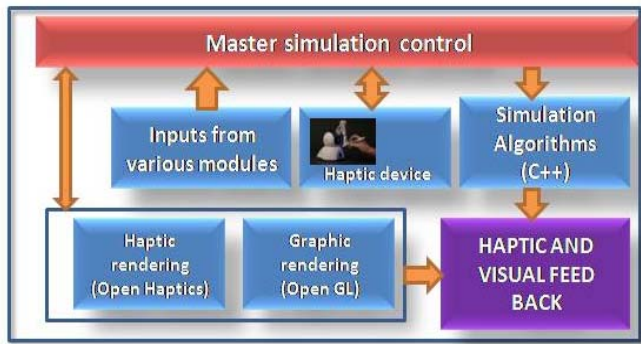 Master simulation control
Inputs from
various modules
Haptic device
Simulation
Algorithms
(C++)
Haptic
rendering
(Open Haptics)
Graphic
rendering
(Open GL)
HAPTIC AND
VISUAL FEED
BACK